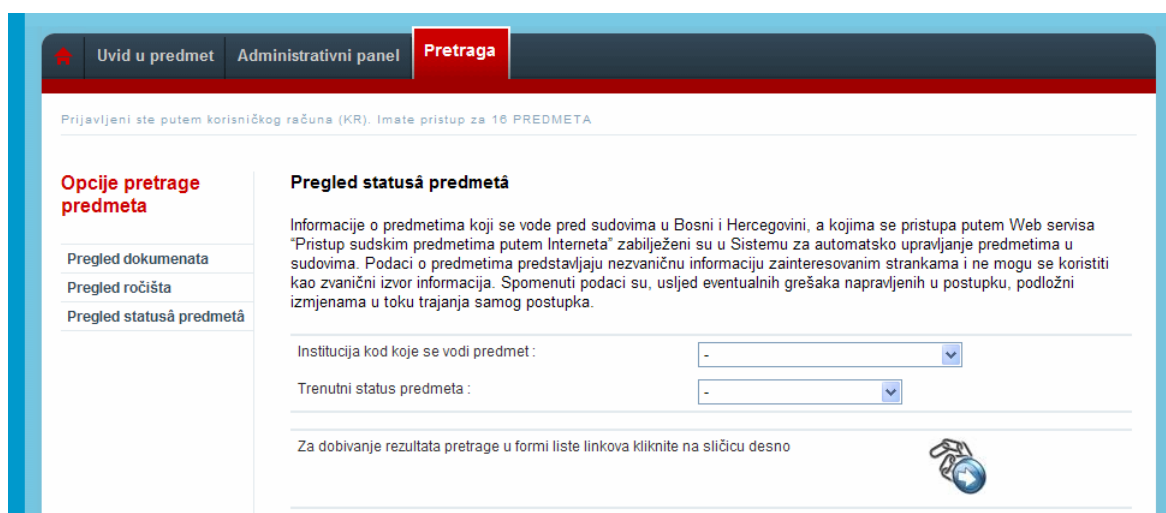 Uvid u predmet Administrativni panel Pretraga
Prijavljeni ste putem korisničkog računa (KR). Imate pristup za 16 PREDMETA
Opcije pretrage
predmeta
Pregled dokumenata
Pregled ročišta
Pregled statusâ predmetâ
Pregled statusâ predmetâ
Informacije o predmetima koji se vode pred sudovima u Bosni i Hercegovini, a kojima se pristupa putem Web servisa
“Pristup sudskim predmetima putem Interneta” zabilježeni su u Sistemu za automatsko upravljanje predmetima u
sudovima. Podaci o predmetima predstavljaju nezvaničnu informaciju zainteresovanim strankama i ne mogu se koristiti
kao zvanični izvor informacija. Spomenuti podaci su, usljed eventualnih grešaka napravljenih u postupku, podložni
izmjenama u toku trajanja samog postupka.
Institucija kod koje se vodi predmet : -
Trenutni status predmeta : -
Za dobivanje rezultata pretrage u formi liste linkova kliknite na sličicu desno